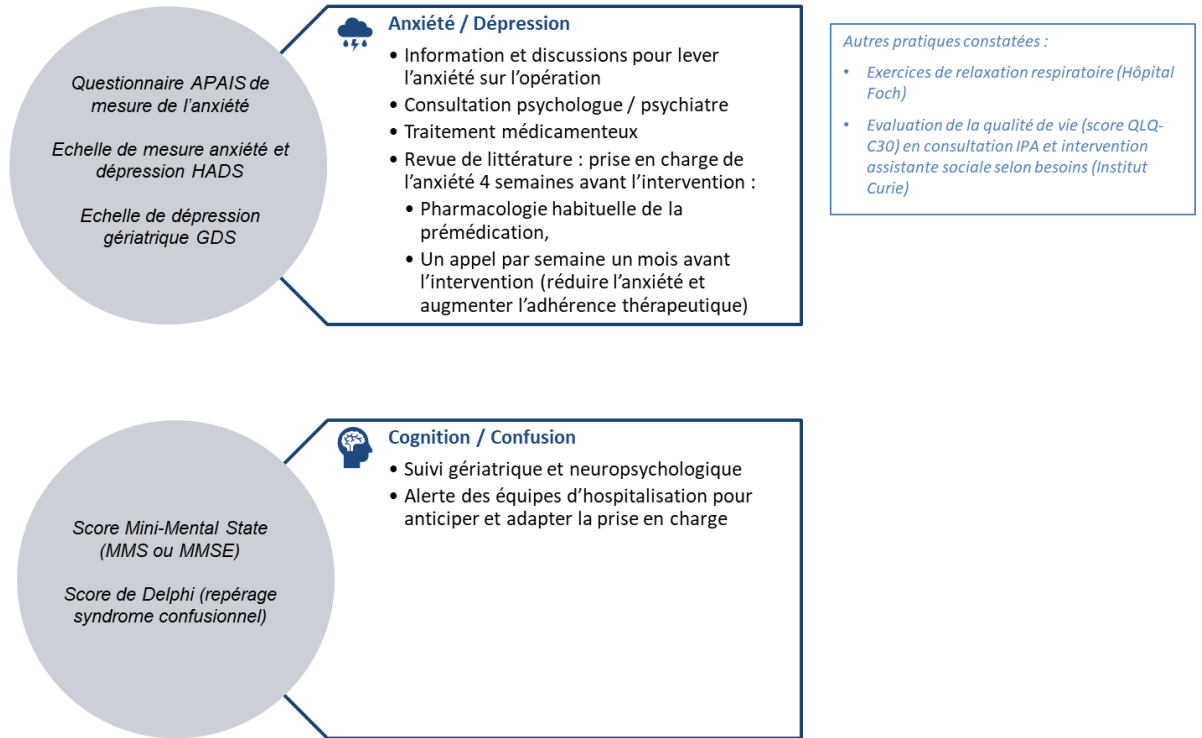 Questionnaire APAIS de
mesure de l'anxiété
Echelle de mesure anxiété et
dépression HADS
Echelle de dépression
gériatrique GDS
Anxiété / Dépression
• Information et discussions pour lever
l'anxiété sur l'opération
• Consultation psychologue / psychiatre
• Traitement médicamenteux
• Revue de littérature : prise en charge de
l'anxiété 4 semaines avant l'intervention :
• Pharmacologie habituelle de la
prémédication,
• Un appel par semaine un mois avant
l'intervention (réduire l'anxiété et
augmenter l'adhérence thérapeutique)
Autres pratiques constatées :
• Exercices de relaxation respiratoire (Hôpital
Foch)
• Evaluation de la qualité de vie (score QLQ-
C30) en consultation IPA et intervention
assistante sociale selon besoins (Institut
Curie)
Score Mini-Mental State
(MMS ou MMSE)
Score de Delphi (repérage
syndrome confusionnel)
Cognition / Confusion
• Suivi gériatrique et neuropsychologique
• Alerte des équipes d'hospitalisation pour
anticiper et adapter la prise en charge